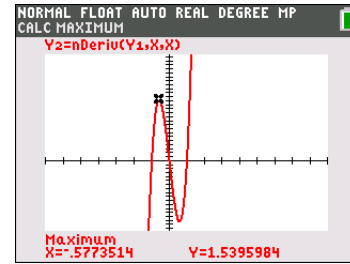 NORMAL FLOAT AUTO REAL DEGREE MP
CALC MAXIMUM
Y2=nDeriv(Y1,X,X)
Maximum
X=-.5773514 Y=1.5395984